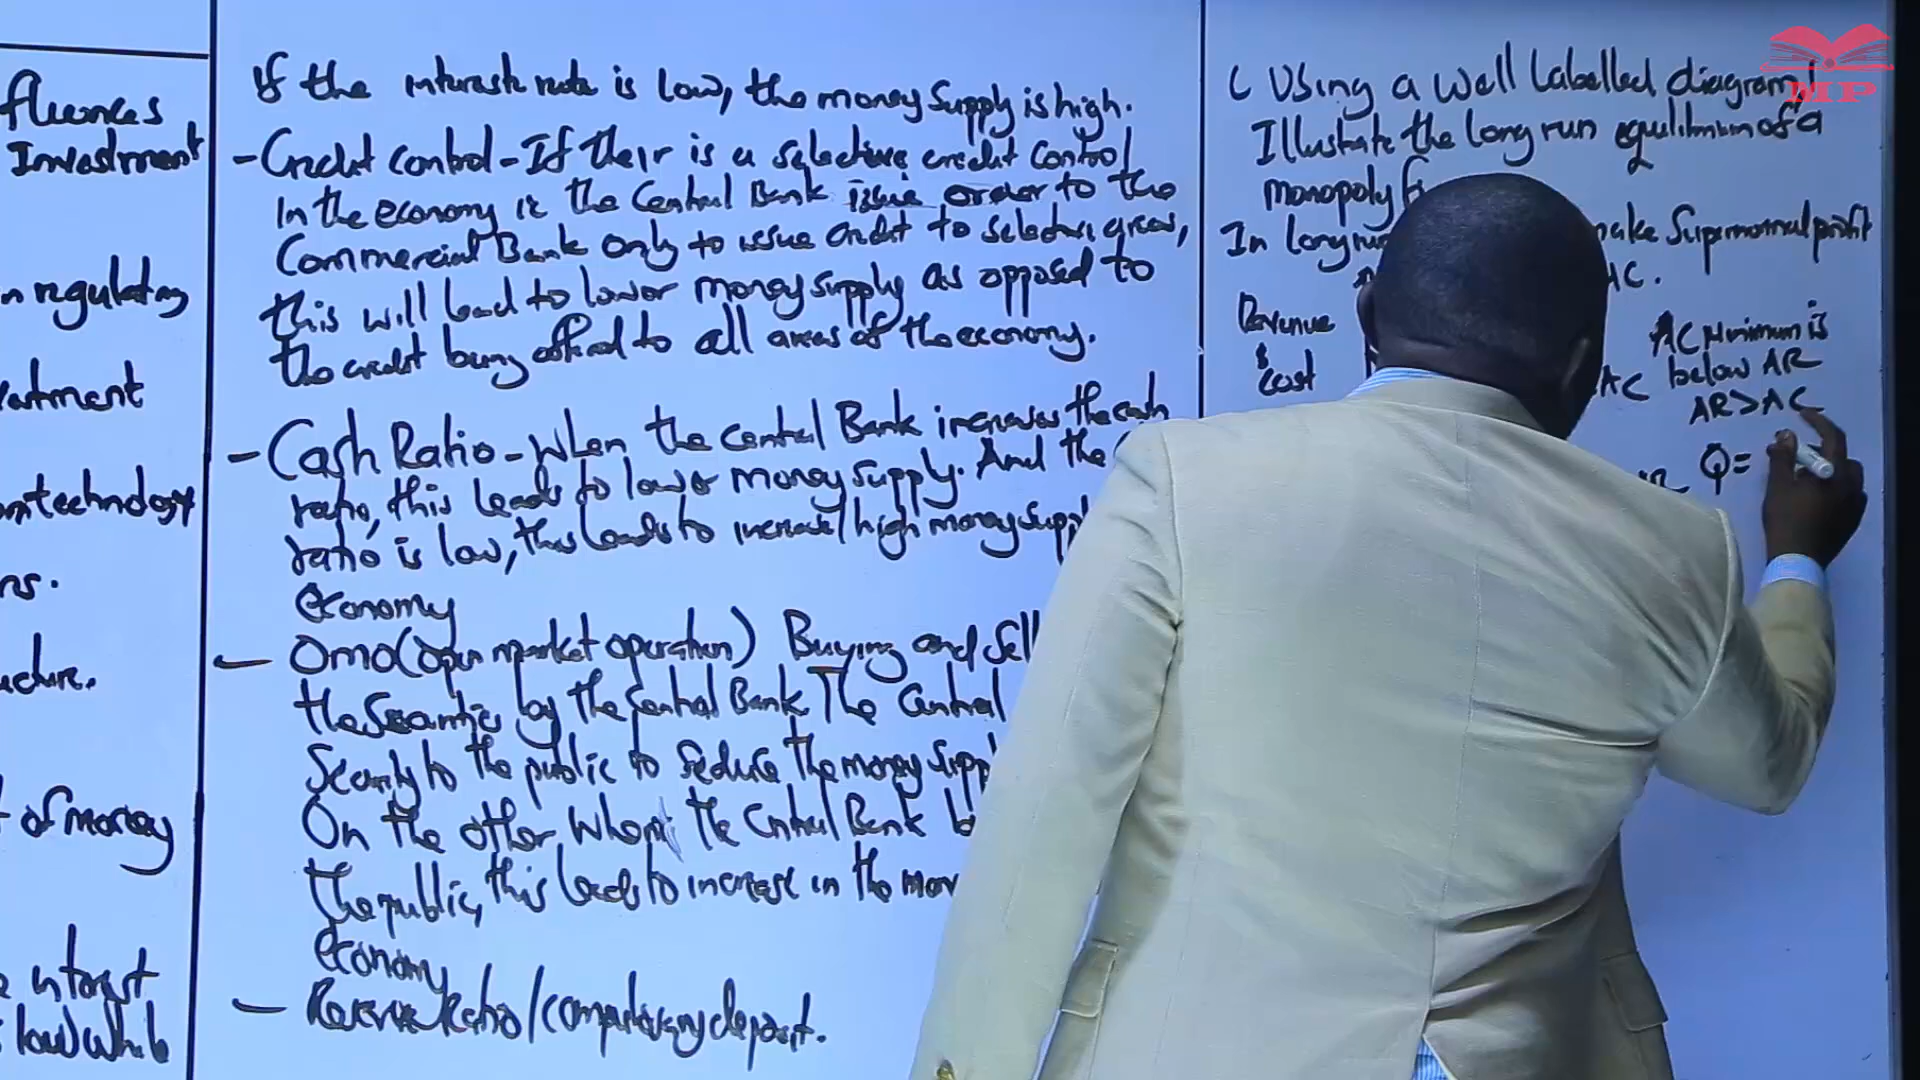 fluences
Investment
n regulating
eatment
technology
ns.
ucture.
of money
interest
low) while
If the interest rate is low, the money supply is high.
- Credit control - If their is a selective credit control
In the economy ie the Central Bank issue order to the
Commercial Bank only to issue credit to selective areas,
this will lead to lower money supply as opposed to
the credit being offered to all areas of the economy.
- Cash Ratio - When the Central Bank increases the cash
ratio, this leads to lower money supply. And the
ratio is low, this leads to increase/high money suppl
economy
- OMO (Open market operation) Buying and Sell
the Securities by the Central Bank The Central
Security to the public to reduce the money supp
On the other when the Central Bank b
the public, this leads to increase in the mon
economy
- Reserve Ratio/compulsory deposit.
MP
C Using a well Labelled diagram
Illustrate the long run equilibrium of a
monopoly f
In long run make Supernormal profit
AC.
Revenue
&
Cost
AC
AC Minimum is
below AR
AR>AC
Q=